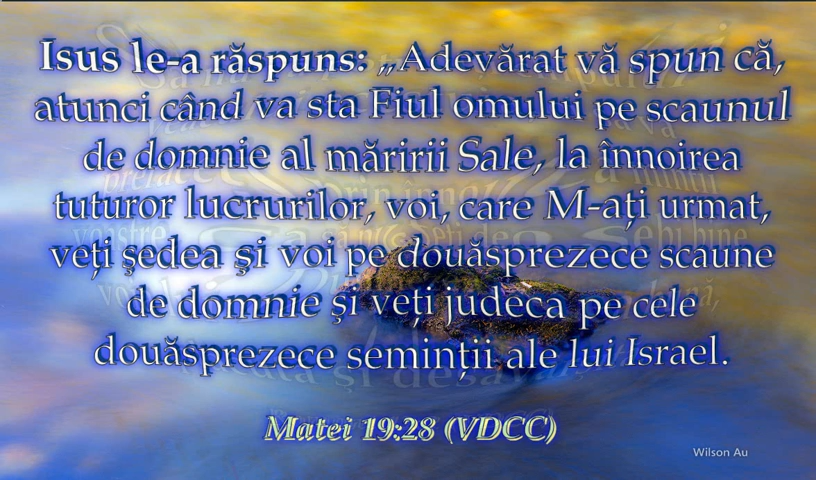 Isus le-a răspuns: „Adevărat vă spun că,
atunci când va sta Fiul omului pe scaunul
de domnie al măririi Sale, la înnoirea
tuturor lucrurilor, voi, care M-ați urmat,
veți ședea și voi pe douăsprezece scaune
de domnie și veți judeca pe cele
douăsprezece seminții ale lui Israel.
Matei 19:28 (VDCC)
Wilson Au